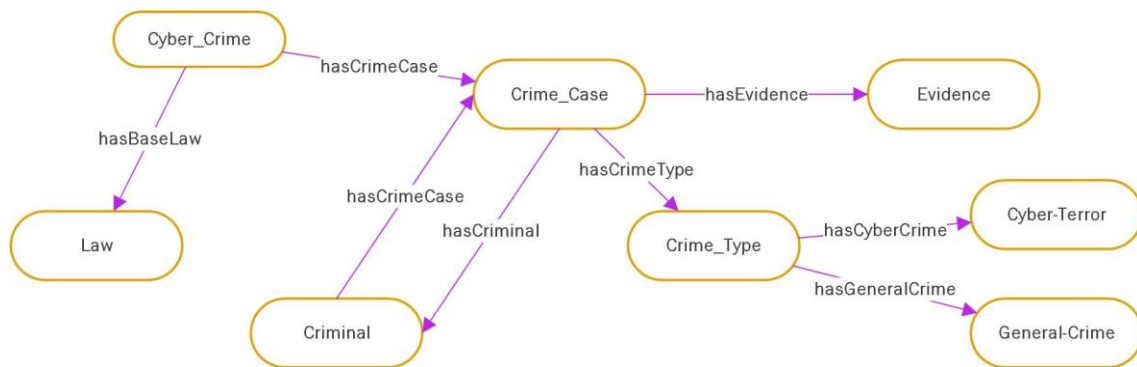 Cyber_Crime
hasCrimeCase
Crime_Case
hasEvidence
Evidence
hasBaseLaw
hasCrimeType
hasCrimeCase
hasCriminal
Cyber-Terror
Law
Crime_Type
hasCyberCrime
hasGeneralCrime
Criminal
General-Crime